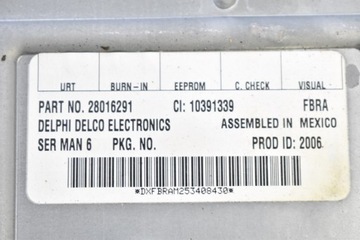 URT BURN-IN EEPROM C. CHECK VISUAL
PART NO. 28016291 CI: 10391339 FBRA
DELPHI DELCO ELECTRONICS ASSEMBLED IN MEXICO
SER MAN 6 PKG. NO. PROD ID: 2006
*DXFBRAM253408430*